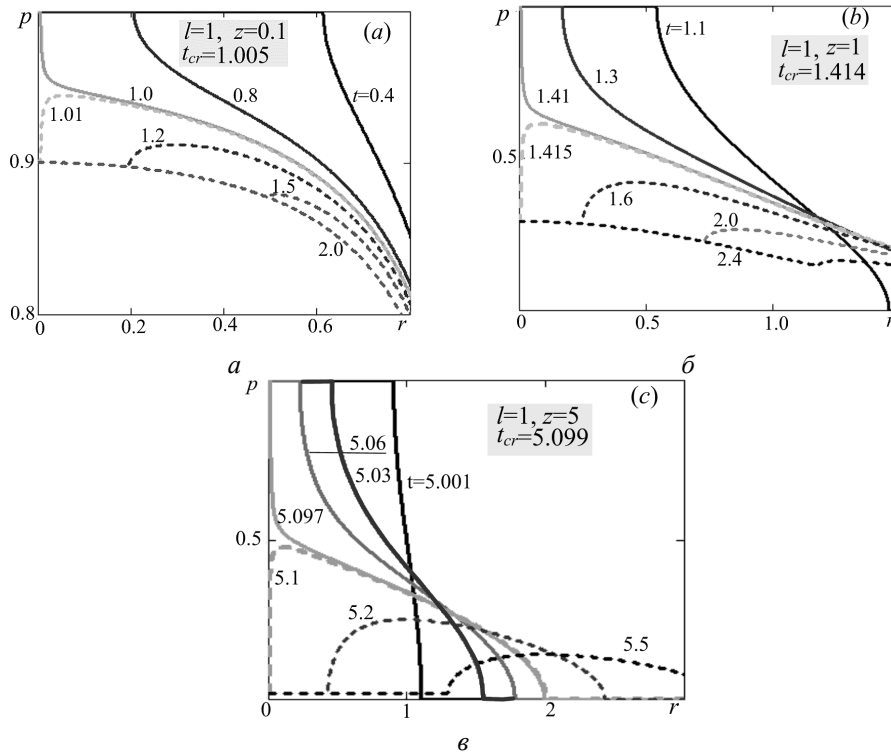 p
l=1, z=0.1
t_cr=1.005
(a)
1.0
0.8
t=0.4
1.01
1.2
0.9
1.5
2.0
0.8
0
0.2
0.4
0.6
r
a
p
(b)
t=1.1
l=1, z=1
t_cr=1.414
1.3
1.41
0.5
1.415
1.6
2.0
2.4
0
0.5
1.0
r
б
p
(c)
l=1, z=5
t_cr=5.099
5.06
5.03
t=5.001
5.097
0.5
5.1
5.2
5.5
0
1
2
r
в